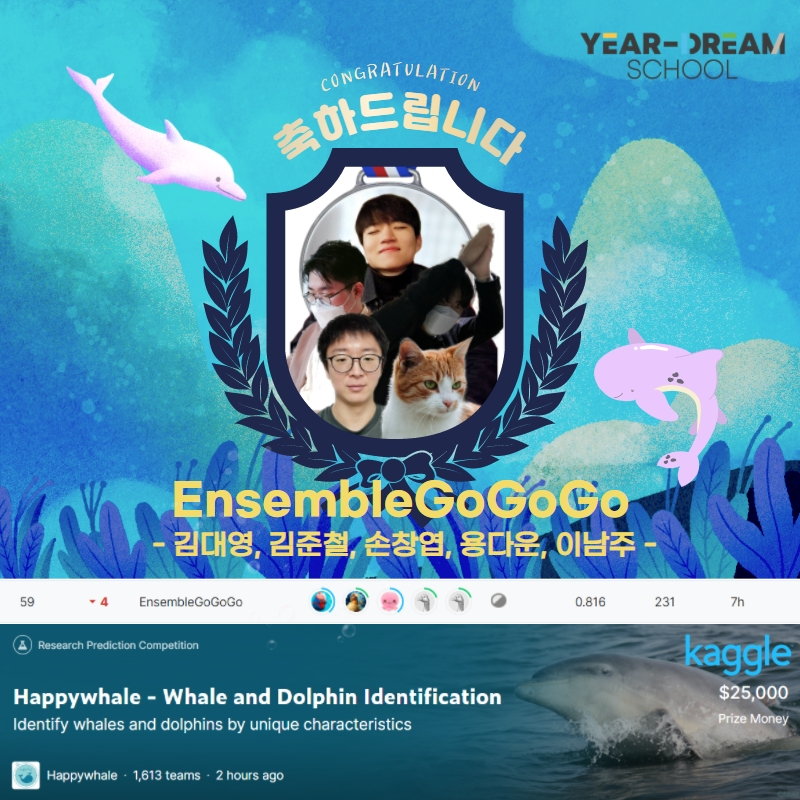 YEAR-DREAM
SCHOOL
CONGRATULATION
축하드립니다
EnsembleGoGoGo
- 김대영, 김준철, 손창엽, 용다운, 이남주 -
59 4 EnsembleGoGoGo 0.816 231 7h
Research Prediction Competition
kaggle
Happywhale - Whale and Dolphin Identification
$25,000
Identify whales and dolphins by unique characteristics
Prize Money
Happywhale · 1,613 teams · 2 hours ago